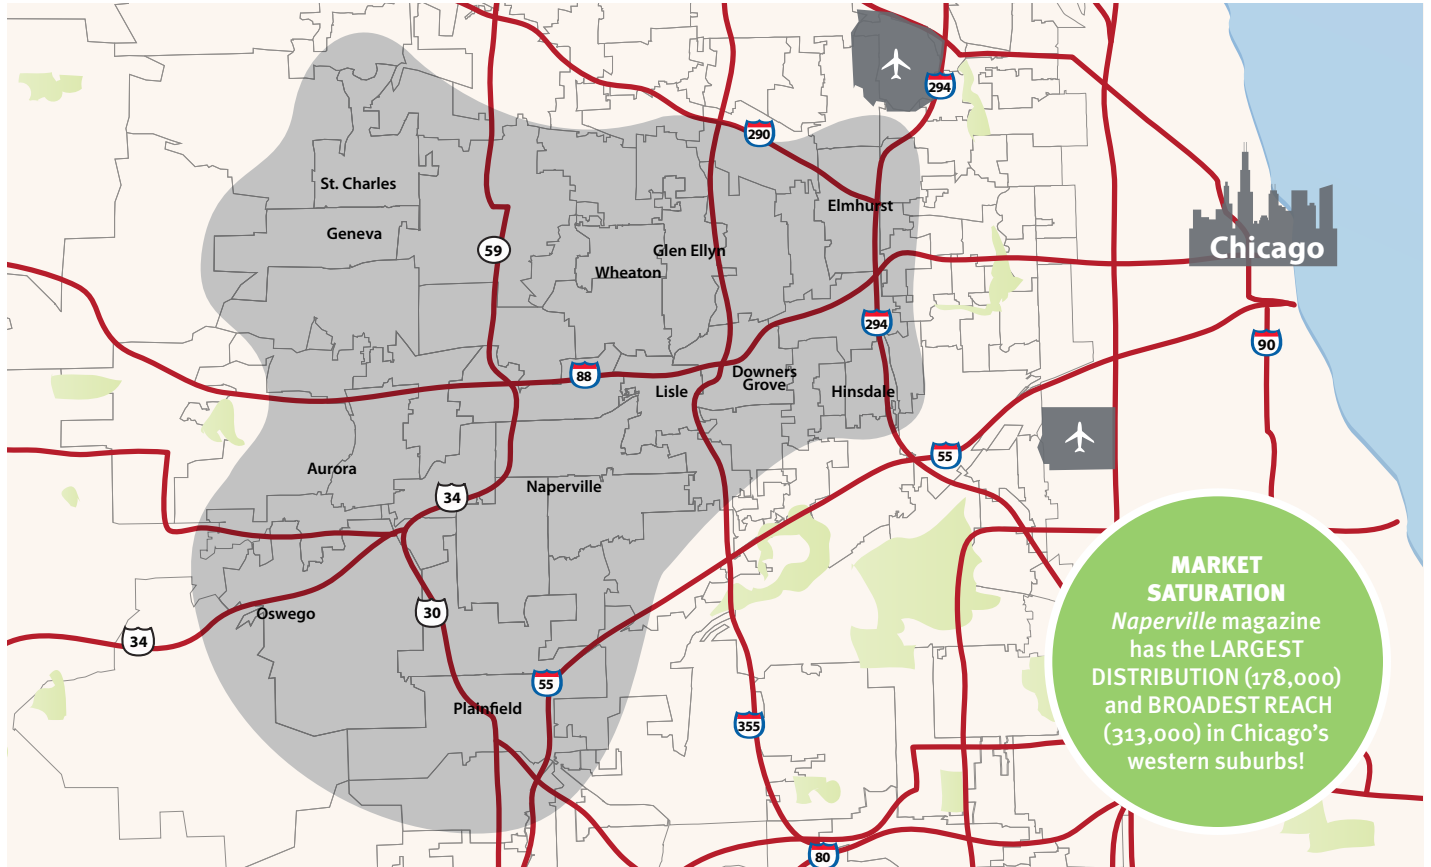 294
290
St. Charles
Elmhurst
Geneva
59
Glen Ellyn
Chicago
Wheaton
294
90
88
Downers
Grove
Lisle
Hinsdale
55
Aurora
Naperville
34
MARKET
SATURATION
Naperville magazine
has the LARGEST
DISTRIBUTION (178,000)
and BROADEST REACH
(313,000) in Chicago's
western suburbs!
Oswego
30
34
55
Plainfield
355
80